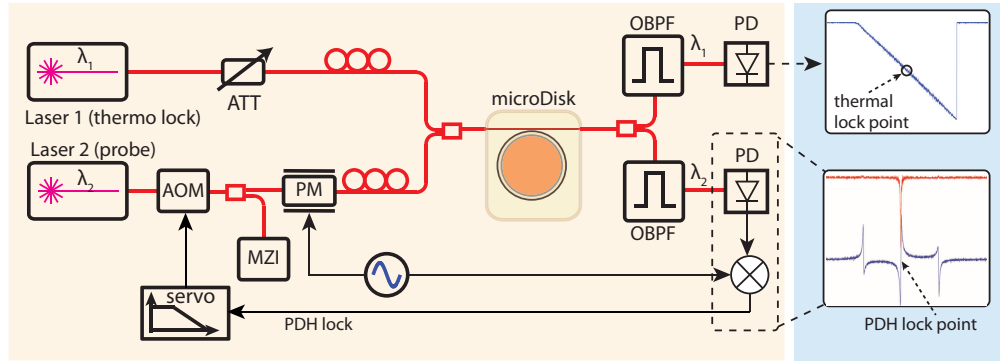 λ1
ATT
Laser 1 (thermo lock)
Laser 2 (probe)
λ2
AOM
PM
MZI
servo
PDH lock
microDisk
OBPF
λ1
PD
OBPF
λ2
PD
thermal
lock point
PDH lock point